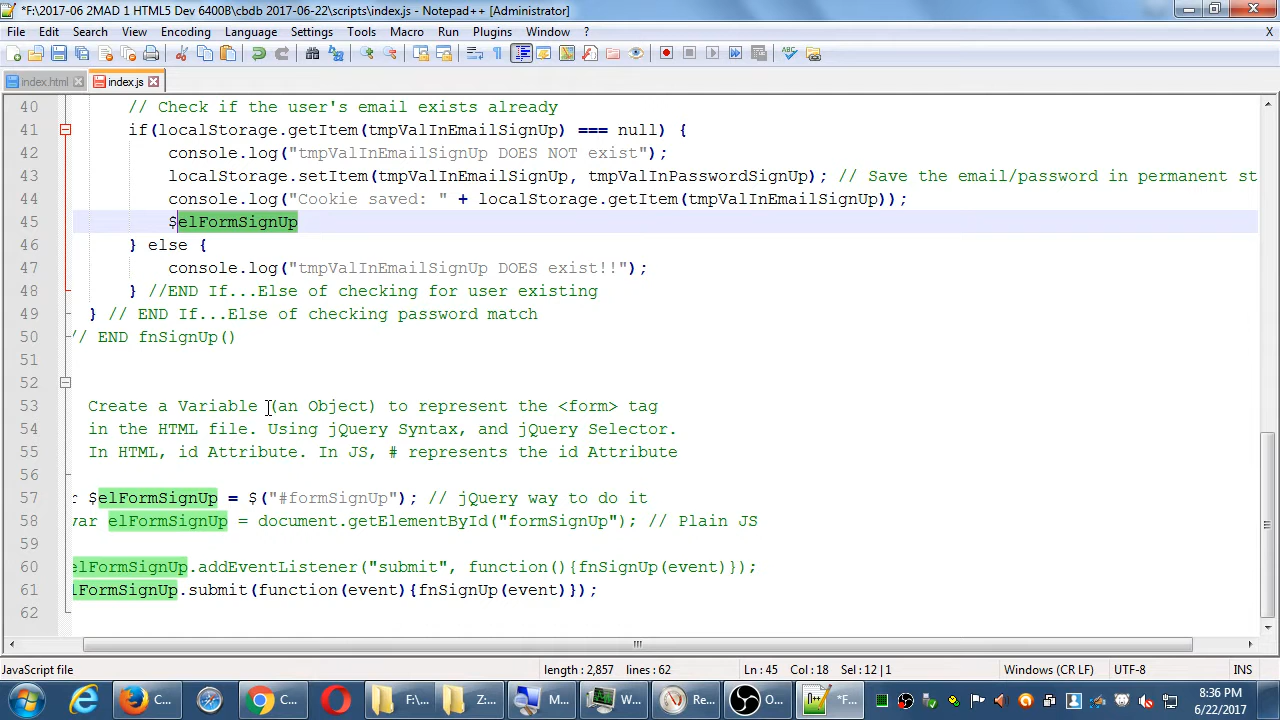 *F:\2017-06 2MAD 1 HTML5 Dev 6400B\cbdb 2017-06-22\scripts\index.js - Notepad++ [Administrator]
File Edit Search View Encoding Language Settings Tools Macro Run Plugins Window ? X
index.html index.js
40 // Check if the user's email exists already
41 if(localStorage.getItem(tmpValInEmailSignUp) === null) {
42 console.log("tmpValInEmailSignUp DOES NOT exist");
43 localStorage.setItem(tmpValInEmailSignUp, tmpValInPasswordSignUp); // Save the email/password in permanent st
44 console.log("Cookie saved: " + localStorage.getItem(tmpValInEmailSignUp));
45 $elFormSignUp
46 } else {
47 console.log("tmpValInEmailSignUp DOES exist!!");
48 } //END If...Else of checking for user existing
49 } // END If...Else of checking password match
50 // END fnSignUp()
51
52
53 Create a Variable (an Object) to represent the <form> tag
54 in the HTML file. Using jQuery Syntax, and jQuery Selector.
55 In HTML, id Attribute. In JS, # represents the id Attribute
56
57 r $elFormSignUp = $("#formSignUp"); // jQuery way to do it
58 var elFormSignUp = document.getElementById("formSignUp"); // Plain JS
59
60 elFormSignUp.addEventListener("submit", function(){fnSignUp(event)});
61 lFormSignUp.submit(function(event){fnSignUp(event)});
62
JavaScript file length : 2,857 lines : 62 Ln : 45 Col : 18 Sel : 12 | 1 Windows (CR LF) UTF-8 INS
C... C... F:\... Z:... M... W... Re... O... *F... 8:36 PM
6/22/2017